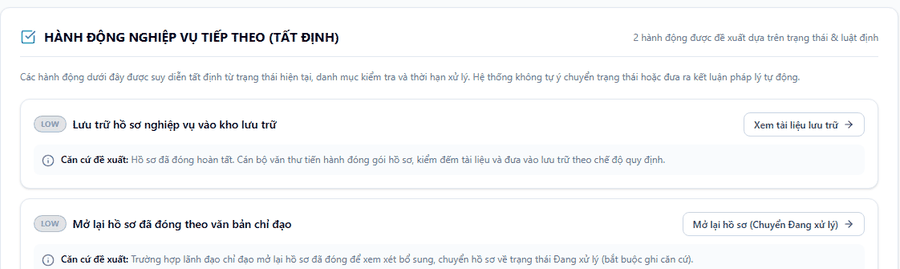 HÀNH ĐỘNG NGHIỆP VỤ TIẾP THEO (TẤT ĐỊNH)
2 hành động được đề xuất dựa trên trạng thái & luật định
Các hành động dưới đây được suy diễn tất định từ trạng thái hiện tại, danh mục kiểm tra và thời hạn xử lý. Hệ thống không tự ý chuyển trạng thái hoặc đưa ra kết luận pháp lý tự động.
LOW Lưu trữ hồ sơ nghiệp vụ vào kho lưu trữ
Xem tài liệu lưu trữ →
Căn cứ đề xuất: Hồ sơ đã đóng hoàn tất. Cán bộ văn thư tiến hành đóng gói hồ sơ, kiểm đếm tài liệu và đưa vào lưu trữ theo chế độ quy định.
LOW Mở lại hồ sơ đã đóng theo văn bản chỉ đạo
Mở lại hồ sơ (Chuyển Đang xử lý) →
Căn cứ đề xuất: Trường hợp lãnh đạo chỉ đạo mở lại hồ sơ đã đóng để xem xét bổ sung, chuyển hồ sơ về trạng thái Đang xử lý (bắt buộc ghi căn cứ).